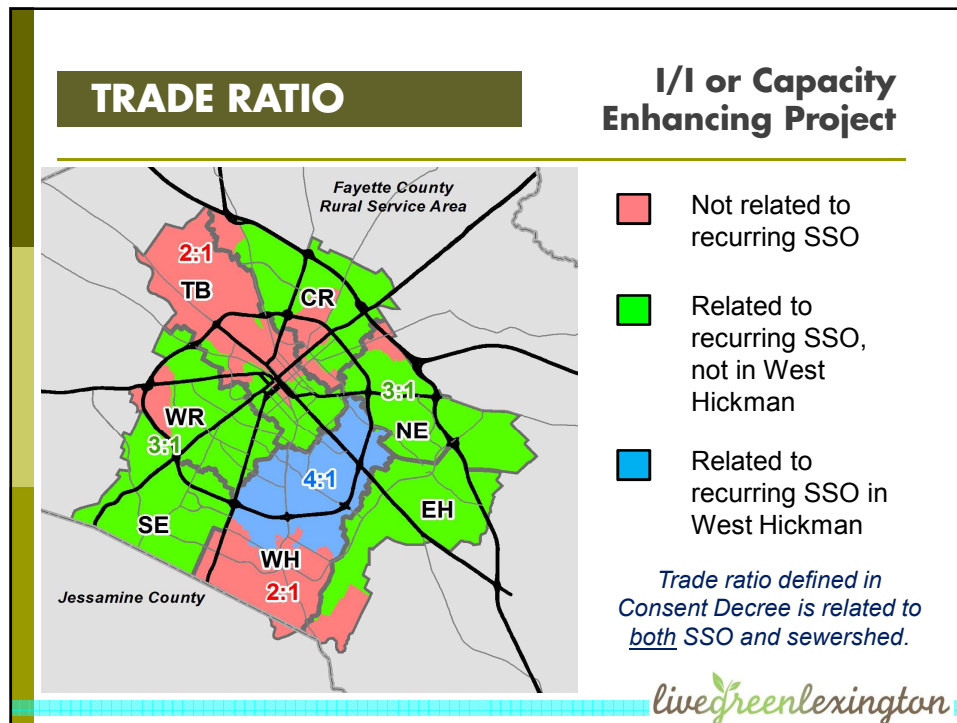 TRADE RATIO
I/I or Capacity
Enhancing Project
Fayette County
Rural Service Area
2:1
TB
CR
WR
3:1
3:1
NE
4:1
EH
SE
WH
2:1
Jessamine County
Not related to
recurring SSO
Related to
recurring SSO,
not in West
Hickman
Related to
recurring SSO in
West Hickman
Trade ratio defined in
Consent Decree is related to
both SSO and sewershed.
livegreenlexington